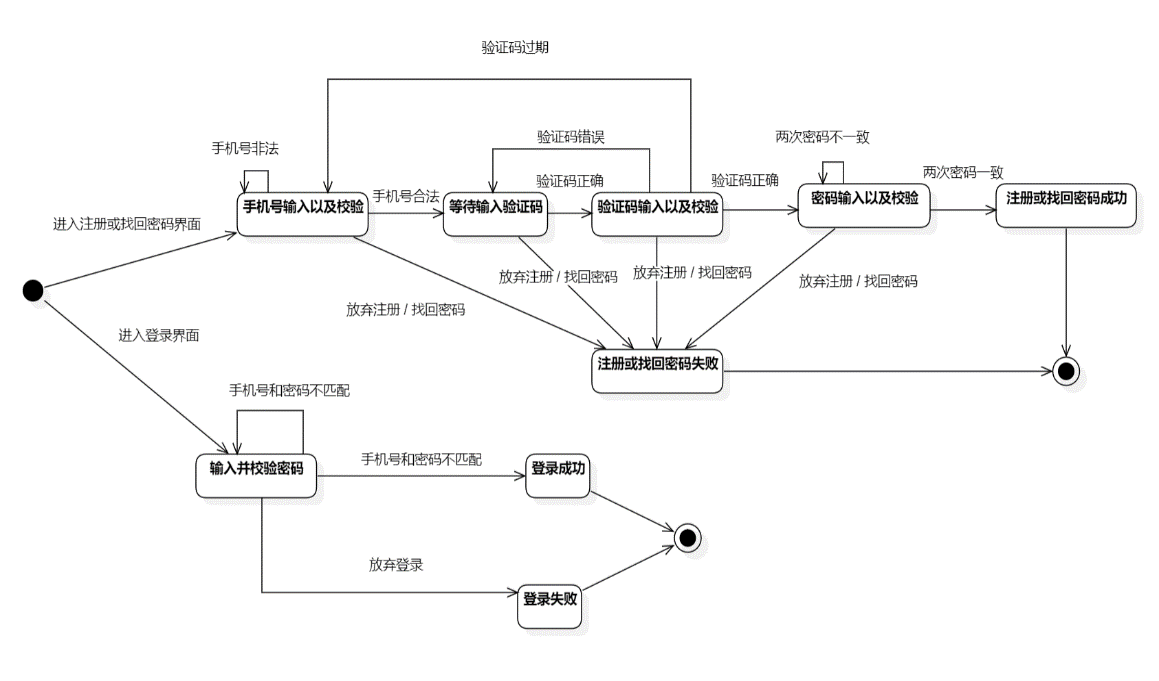 验证码过期
验证码错误
两次密码不一致
手机号非法
手机号合法
验证码正确
验证码正确
两次密码一致
手机号输入以及校验
等待输入验证码
验证码输入以及校验
密码输入以及校验
注册或找回密码成功
进入注册或找回密码界面
放弃注册 / 找回密码
放弃注册 / 找回密码
放弃注册 / 找回密码
放弃注册 / 找回密码
进入登录界面
注册或找回密码失败
手机号和密码不匹配
手机号和密码不匹配
输入并校验密码
登录成功
放弃登录
登录失败